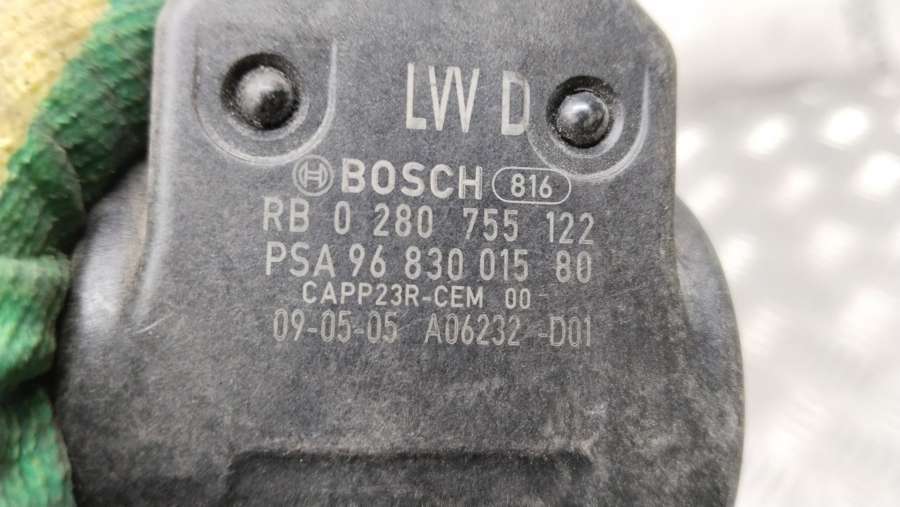 LW D
BOSCH 816
RB 0 280 755 122
PSA 96 830 015 80
CAPP23R-CEM 00
09-05-05 A06232 -D01